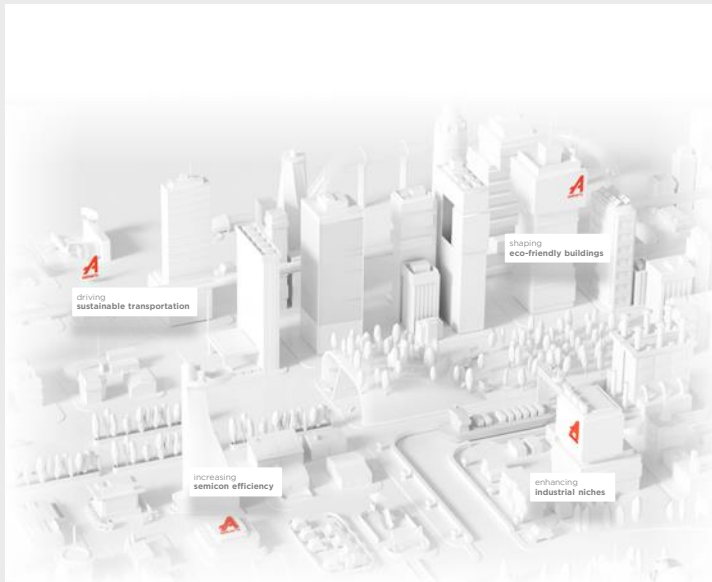 shaping
eco-friendly buildings
driving
sustainable transportation
increasing
semicon efficiency
enhancing
industrial niches